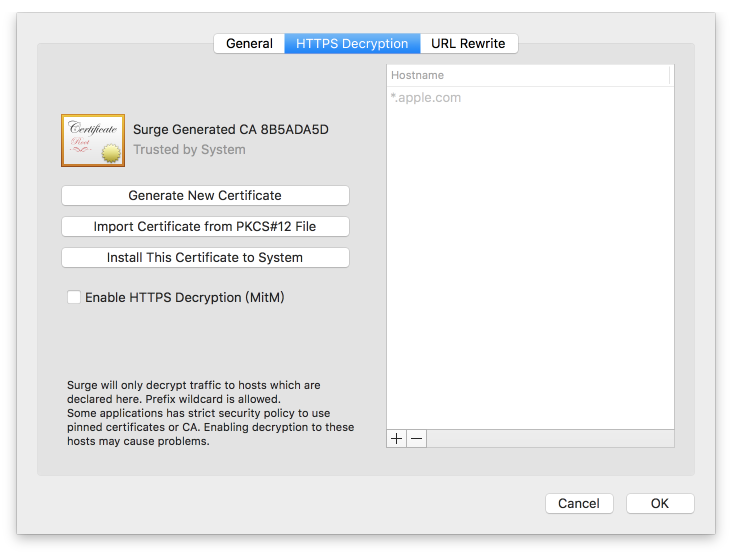 General
HTTPS Decryption
URL Rewrite
Hostname
*.apple.com
Certificate
Root
Surge Generated CA 8B5ADA5D
Trusted by System
Generate New Certificate
Import Certificate from PKCS#12 File
Install This Certificate to System
Enable HTTPS Decryption (MitM)
Surge will only decrypt traffic to hosts which are
declared here. Prefix wildcard is allowed.
Some applications has strict security policy to use
pinned certificates or CA. Enabling decryption to these
hosts may cause problems.
Cancel
OK